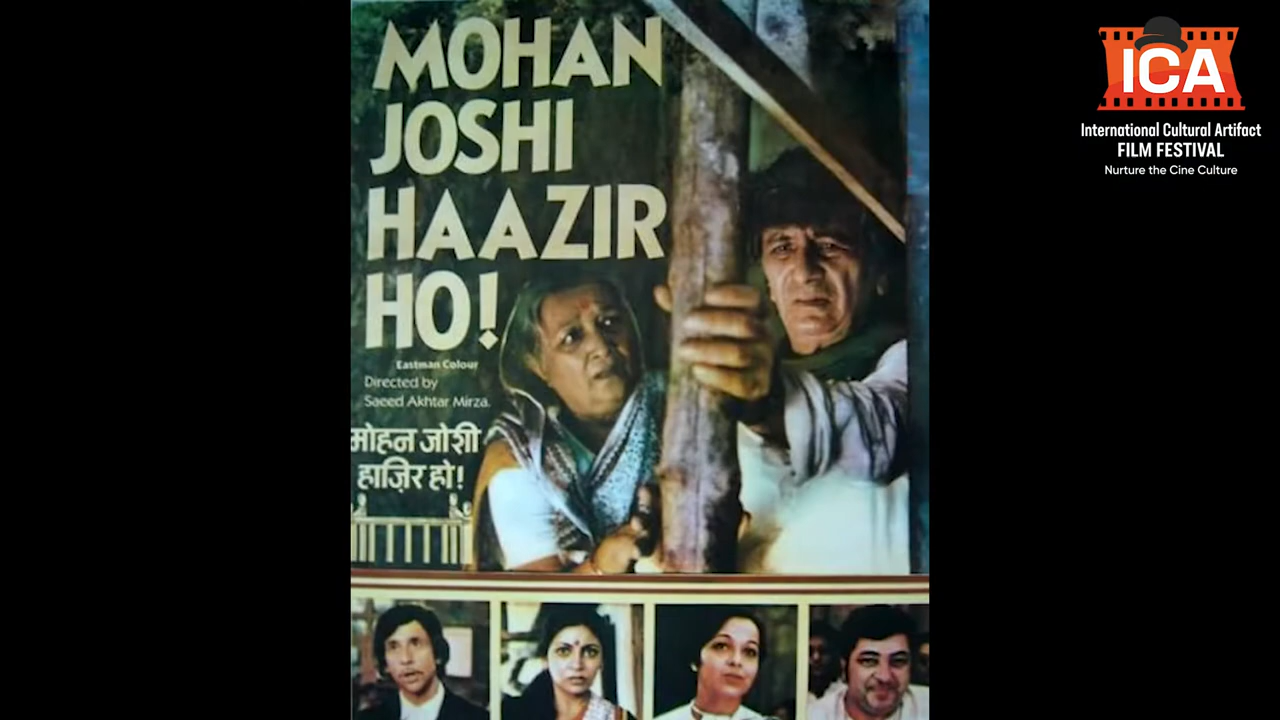 MOHAN
JOSHI
HAAZIR
HO!
Eastman Colour
Directed by
Saeed Akhtar Mirza.
मोहन जोशी
हाज़िर हो!
ICA
International Cultural Artifact
FILM FESTIVAL
Nurture the Cine Culture